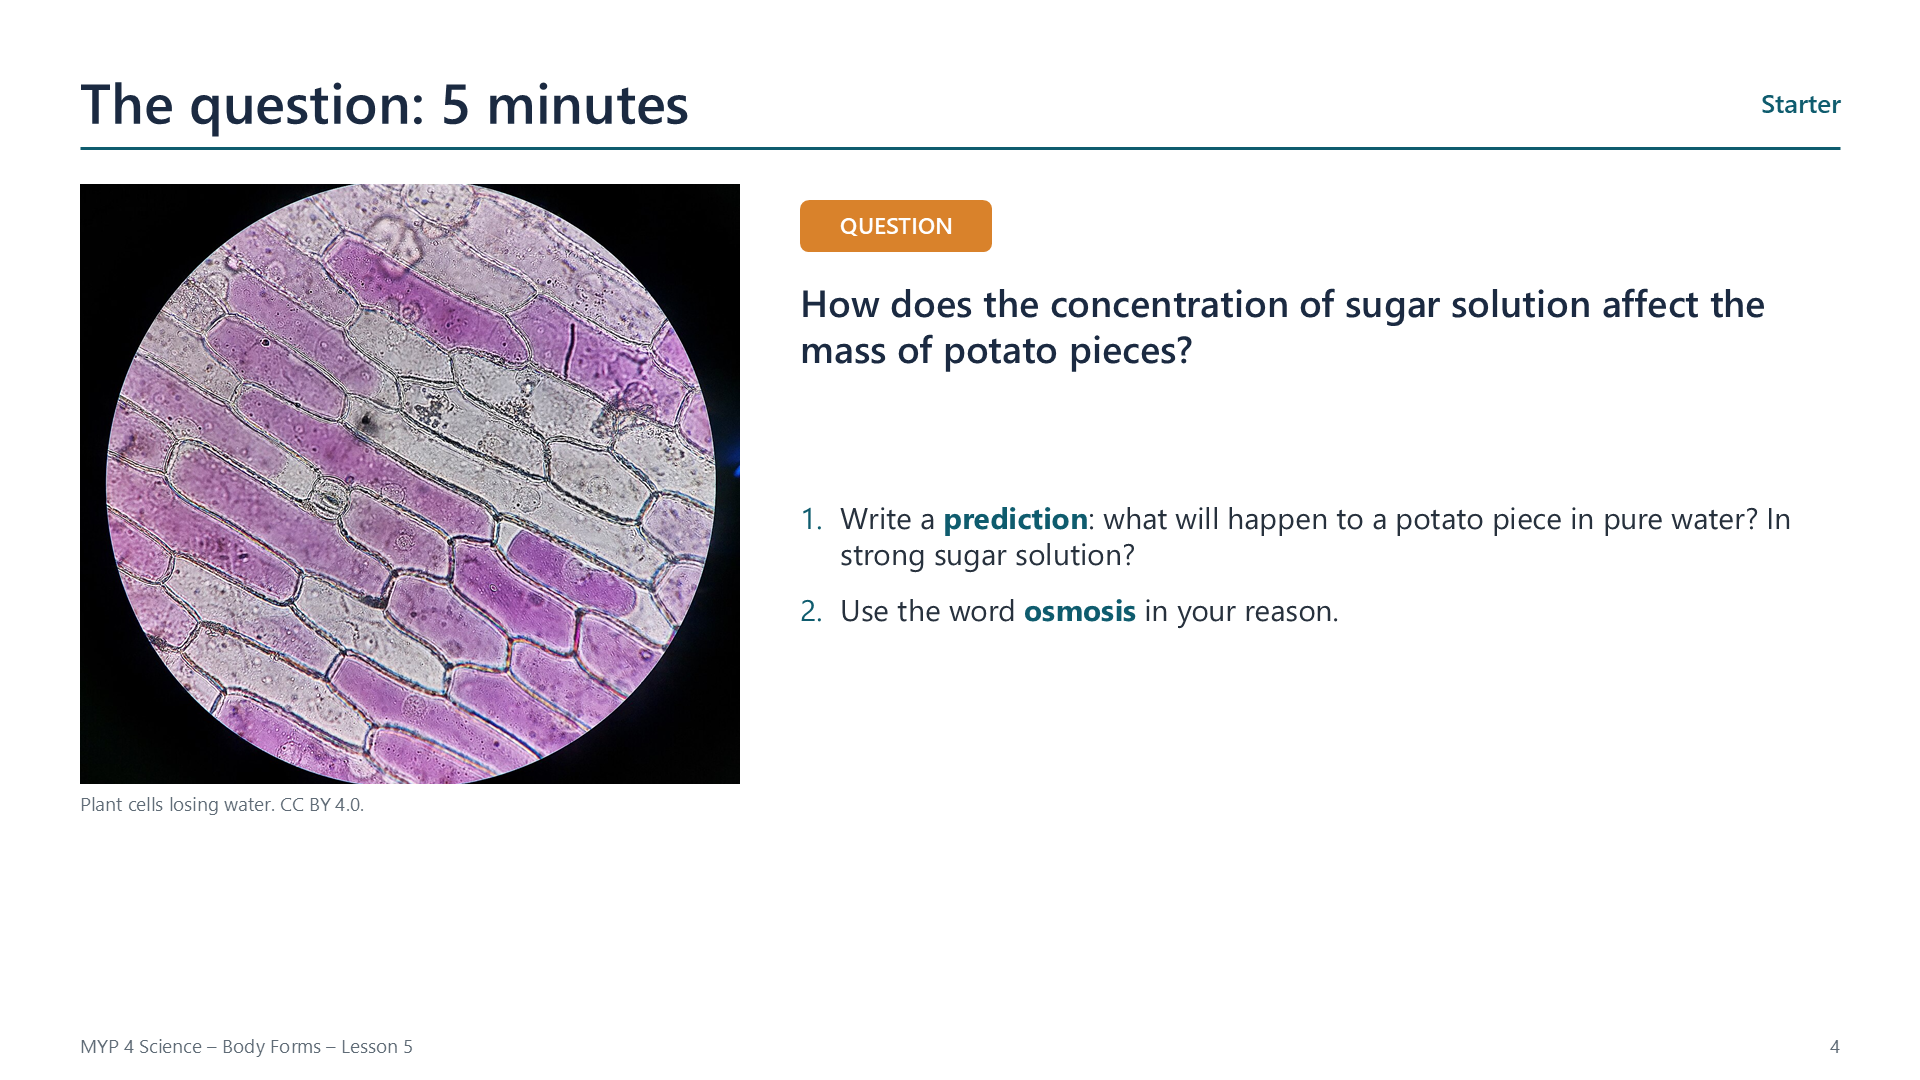 The question: 5 minutes
Starter
QUESTION
How does the concentration of sugar solution affect the
mass of potato pieces?
1. Write a prediction: what will happen to a potato piece in pure water? In
strong sugar solution?
2. Use the word osmosis in your reason.
Plant cells losing water. CC BY 4.0.
MYP 4 Science – Body Forms – Lesson 5
4